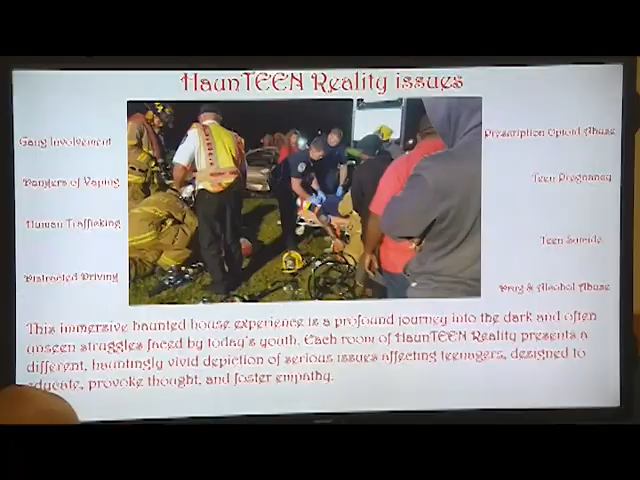 HaunTEEN Reality issues
Gang Involvement
Dangers of Vaping
Human Trafficking
Distracted Driving
Prescription Opioid Abuse
Teen Pregnancy
Teen Suicide
Drug & Alcohol Abuse
This immersive haunted house experience is a profound journey into the dark and often
unseen struggles faced by today's youth. Each room of HaunTEEN Reality presents a
different, hauntingly vivid depiction of serious issues affecting teenagers, designed to
educate, provoke thought, and foster empathy.